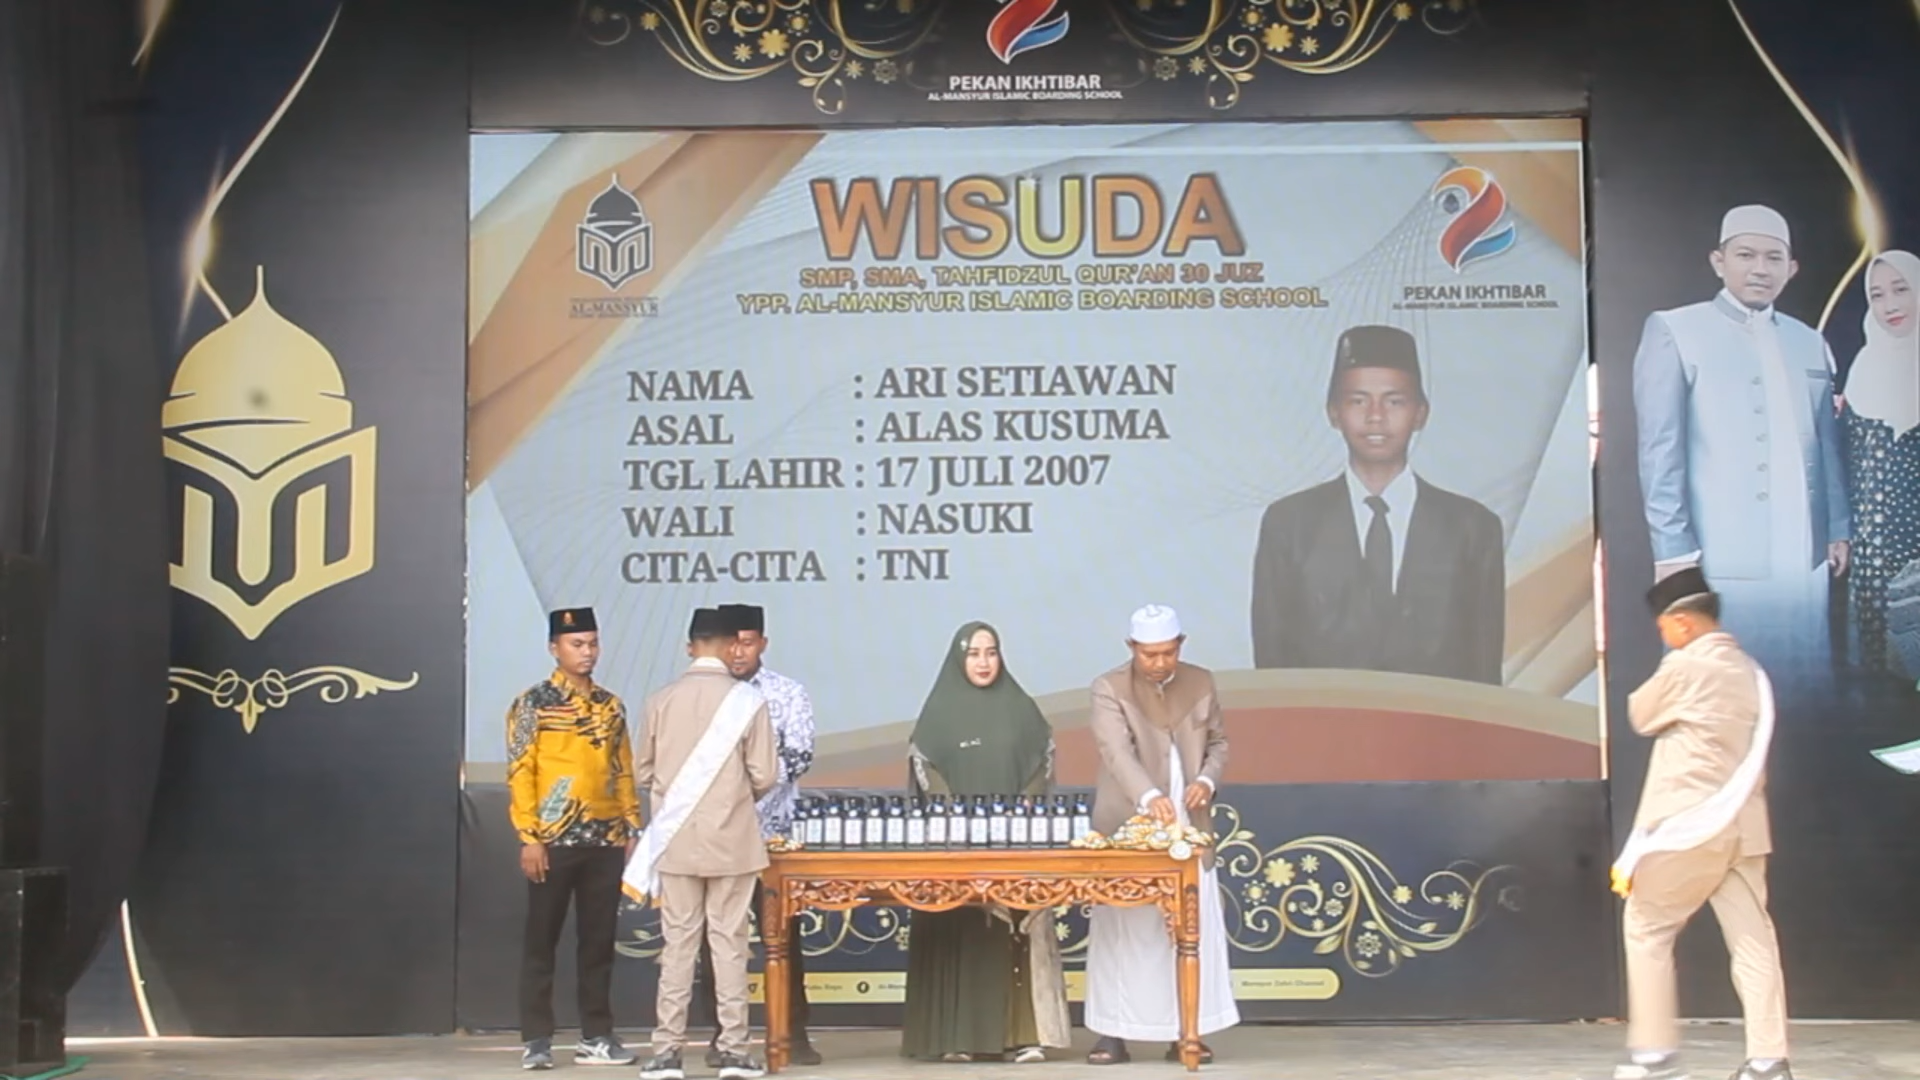 PEKAN IKHTIBAR
AL-MANSYUR ISLAMIC BOARDING SCHOOL
WISUDA
SMP, SMA, TAHFIDZUL QUR'AN 30 JUZ
YPP. AL-MANSYUR ISLAMIC BOARDING SCHOOL
AL-MANSYUR
PEKAN IKHTIBAR
AL-MANSYUR ISLAMIC BOARDING SCHOOL
NAMA : ARI SETIAWAN
ASAL : ALAS KUSUMA
TGL LAHIR : 17 JULI 2007
WALI : NASUKI
CITA-CITA : TNI